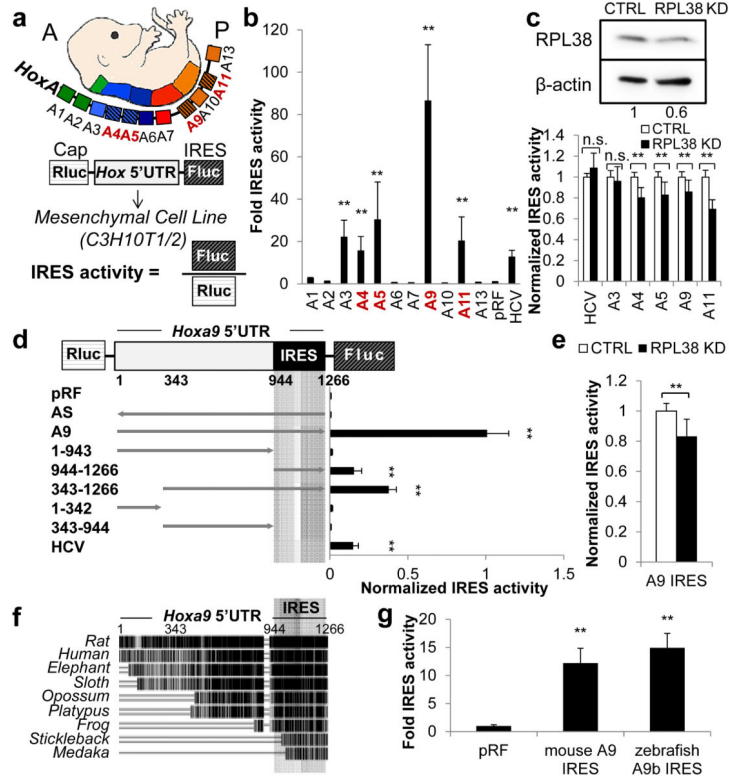 a
A
P
HoxA
A1
A2
A3
A4
A5
A6
A7
A9
A10
A11
A13
Cap
IRES
Rluc
Hox 5'UTR
Fluc
Mesenchymal Cell Line
(C3H10T1/2)
IRES activity =
Fluc
Rluc
b
Fold IRES activity
120
100
80
60
40
20
0
**
**
**
**
**
**
A1
A2
A3
A4
A5
A6
A7
A9
A10
A11
A13
pRF
HCV
c
CTRL RPL38 KD
RPL38
β-actin
1 0.6
CTRL
RPL38 KD
Normalized IRES activity
1.4
1.2
1
0.8
0.6
0.4
0.2
0
n.s.
n.s.
**
**
**
**
HCV
A3
A4
A5
A9
A11
d
Hoxa9 5'UTR
Rluc
IRES
Fluc
1 343 944 1266
pRF
AS
A9
**
1-943
944-1266
**
343-1266
**
1-342
343-944
HCV
**
0 0.5 1 1.5
Normalized IRES activity
e
CTRL
RPL38 KD
Normalized IRES activity
1.2
1
0.8
0.6
0.4
0.2
0
**
A9 IRES
f
Hoxa9 5'UTR
IRES
1 343 944 1266
Rat
Human
Elephant
Sloth
Opossum
Platypus
Frog
Stickleback
Medaka
g
Fold IRES activity
20
15
10
5
0
**
**
pRF
mouse A9
IRES
zebrafish
A9b IRES